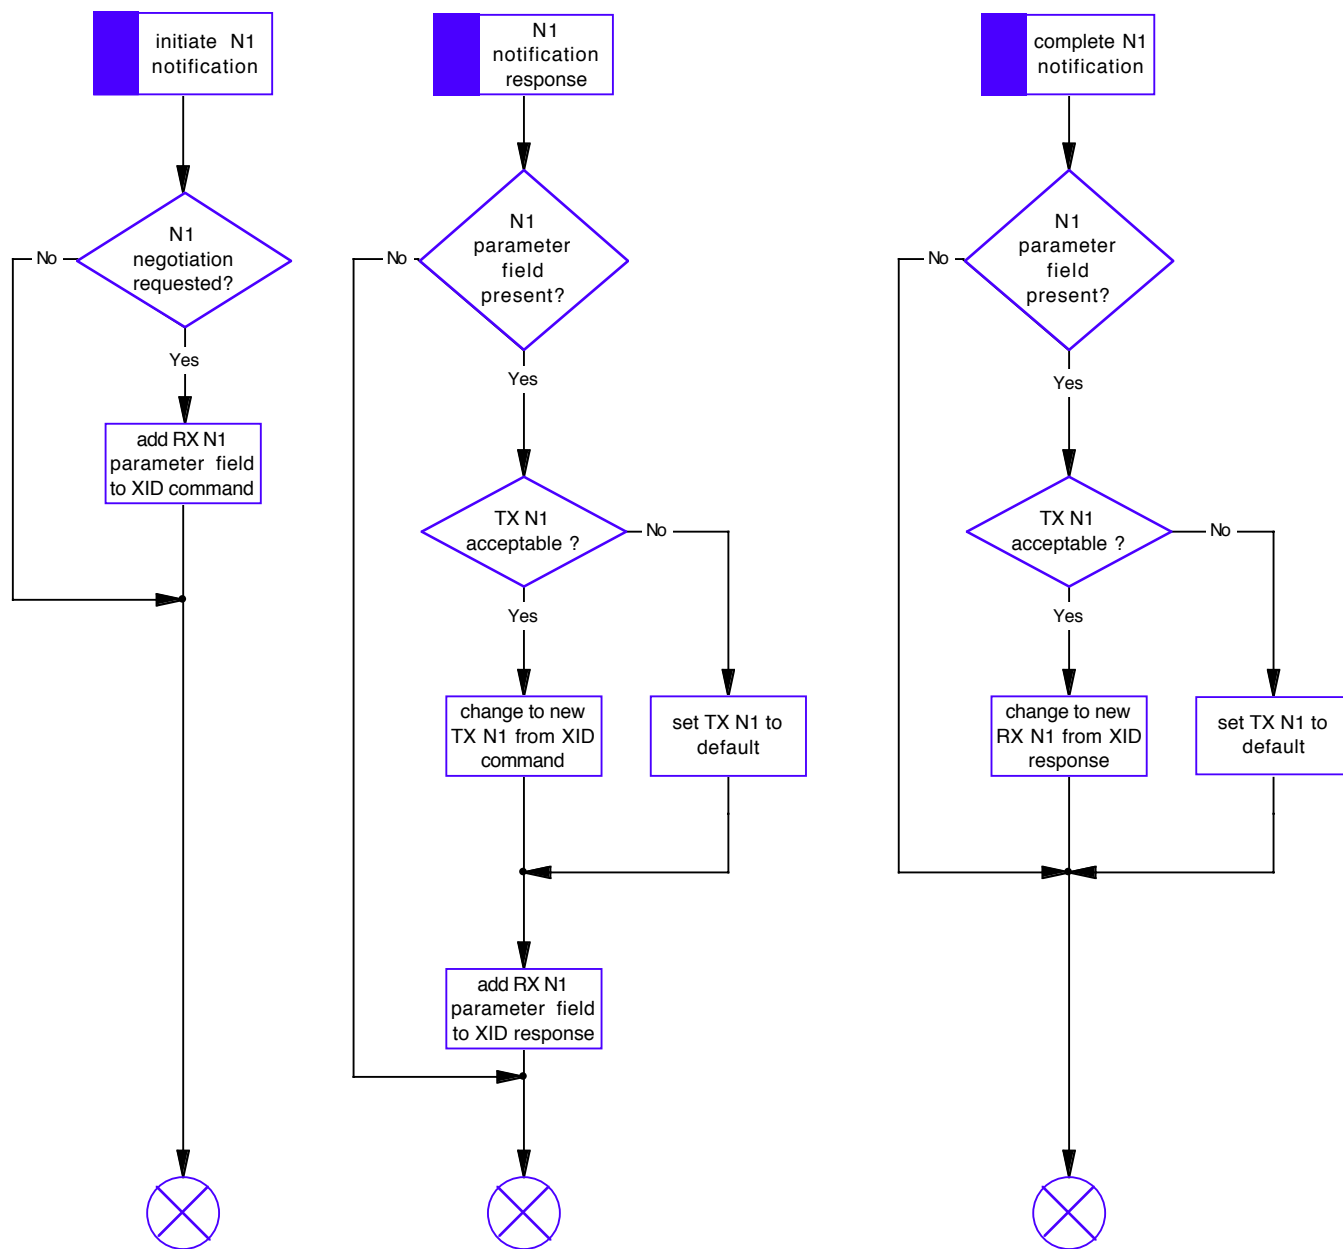 initiate N1
notification
No
N1
negotiation
requested?
Yes
add RX N1
parameter field
to XID command
N1
notification
response
No
N1
parameter
field
present?
Yes
TX N1
acceptable ?
No
Yes
change to new
TX N1 from XID
command
set TX N1 to
default
add RX N1
parameter field
to XID response
complete N1
notification
No
N1
parameter
field
present?
Yes
TX N1
acceptable ?
No
Yes
change to new
RX N1 from XID
response
set TX N1 to
default